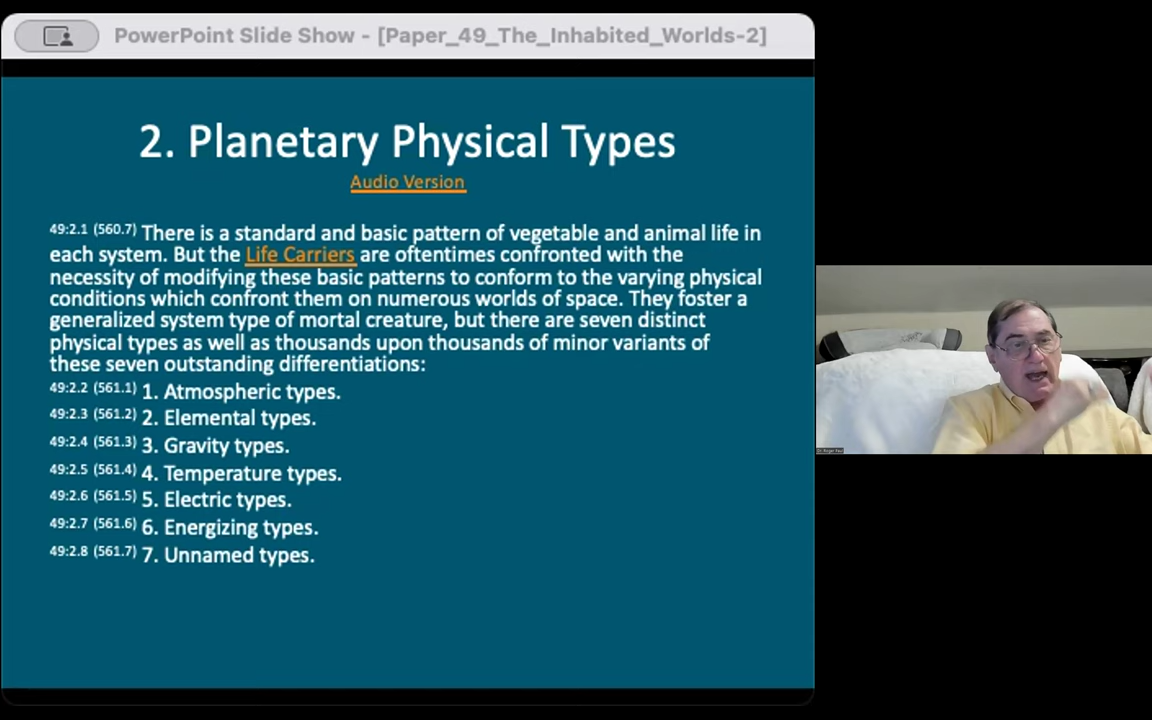 PowerPoint Slide Show - [Paper_49_The_Inhabited_Worlds-2]
2. Planetary Physical Types
Audio Version
49:2.1 (560.7) There is a standard and basic pattern of vegetable and animal life in
each system. But the Life Carriers are oftentimes confronted with the
necessity of modifying these basic patterns to conform to the varying physical
conditions which confront them on numerous worlds of space. They foster a
generalized system type of mortal creature, but there are seven distinct
physical types as well as thousands upon thousands of minor variants of
these seven outstanding differentiations:
49:2.2 (561.1) 1. Atmospheric types.
49:2.3 (561.2) 2. Elemental types.
49:2.4 (561.3) 3. Gravity types.
49:2.5 (561.4) 4. Temperature types.
49:2.6 (561.5) 5. Electric types.
49:2.7 (561.6) 6. Energizing types.
49:2.8 (561.7) 7. Unnamed types.